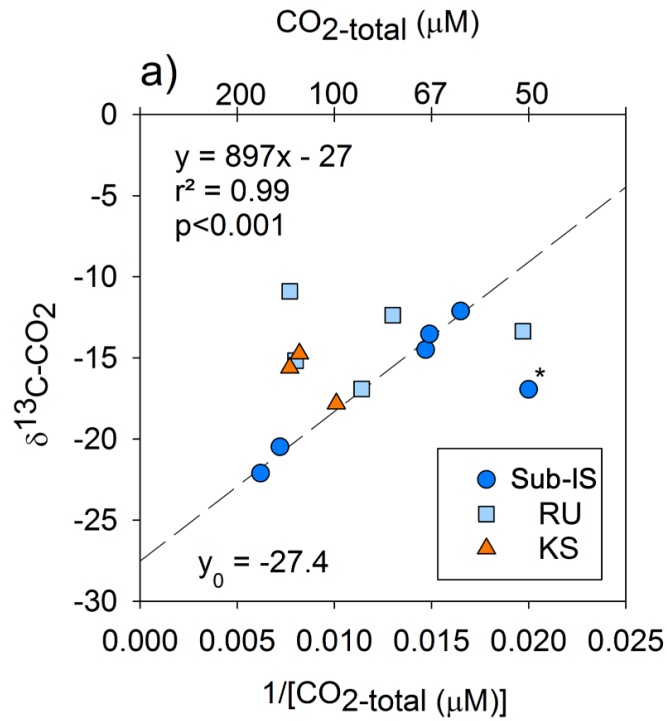 CO2-total (μM)
a)
200 100 67 50
0
y = 897x - 27
r² = 0.99
p<0.001
-5
-10
-15
-20
-25
-30
δ13C-CO2
*
Sub-IS
RU
KS
y0 = -27.4
0.000 0.005 0.010 0.015 0.020 0.025
1/[CO2-total (μM)]